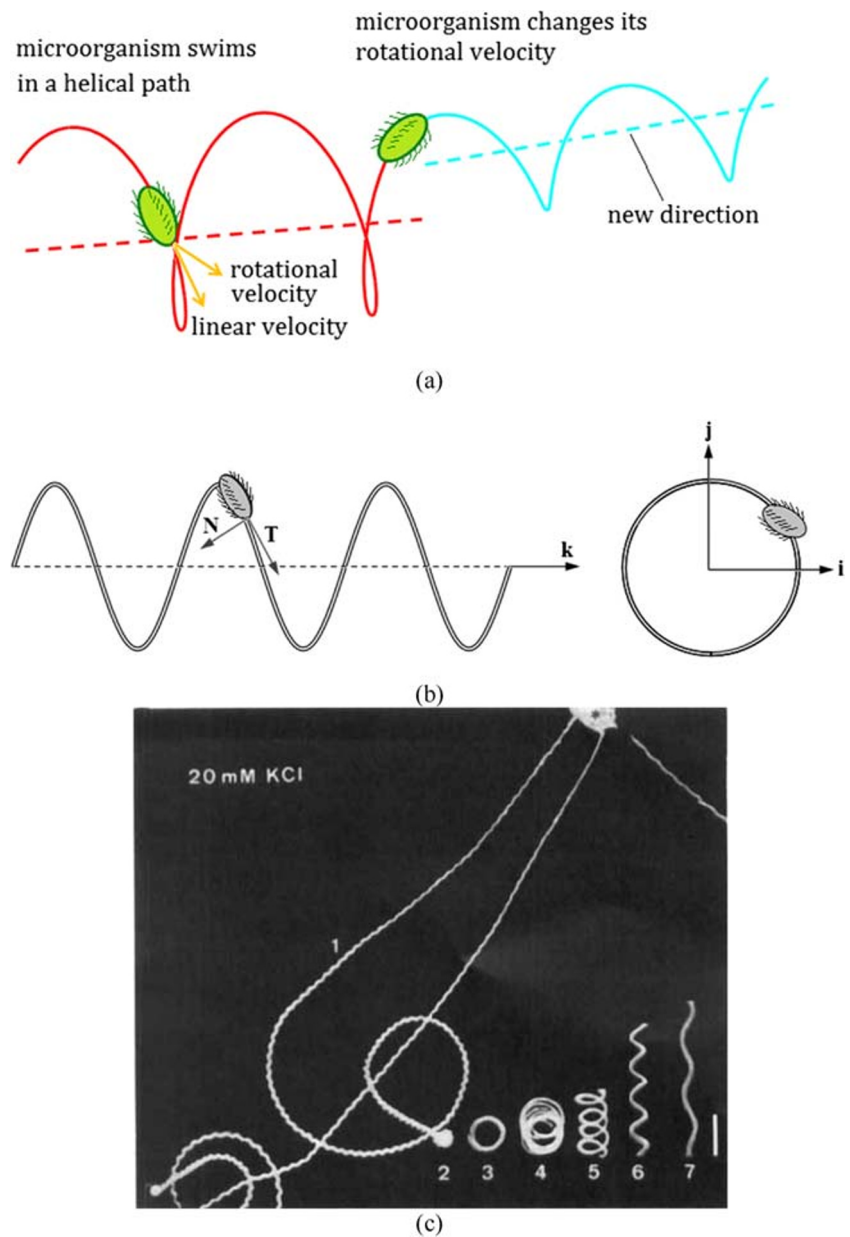 microorganism swims
in a helical path
microorganism changes its
rotational velocity
new direction
rotational
velocity
linear velocity
(a)
N
T
k
j
i
(b)
20 mM KCl
1
2 3 4 5 6 7
(c)